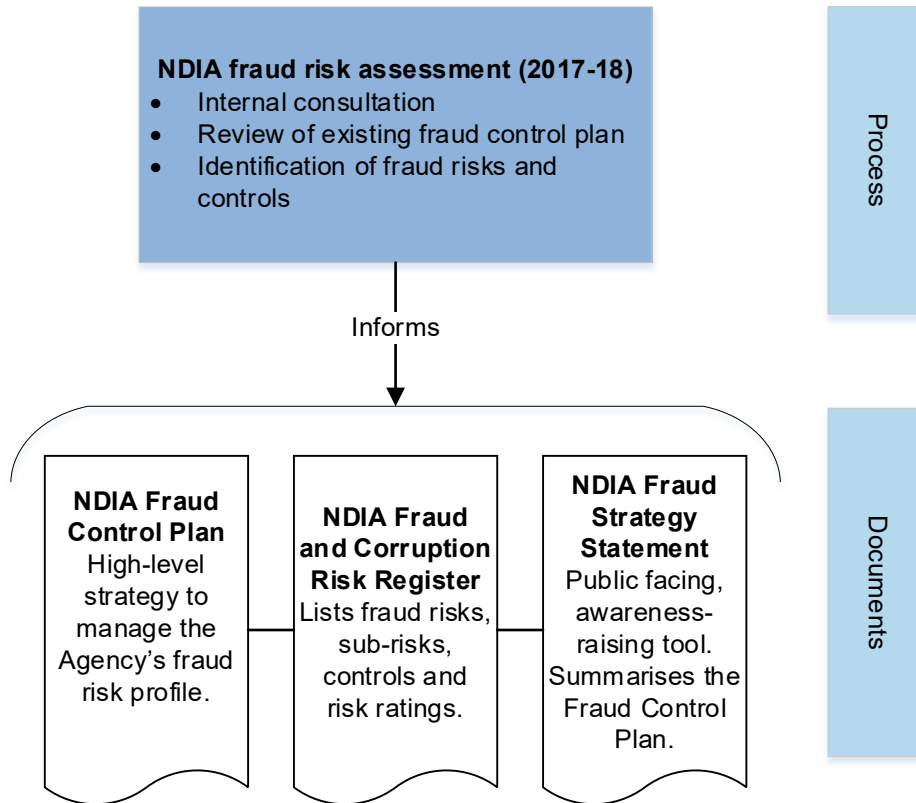 NDIA fraud risk assessment (2017-18)
• Internal consultation
• Review of existing fraud control plan
• Identification of fraud risks and
controls
Process
Informs
NDIA Fraud
Control Plan
High-level
strategy to
manage the
Agency’s fraud
risk profile.
NDIA Fraud
and Corruption
Risk Register
Lists fraud risks,
sub-risks,
controls and
risk ratings.
NDIA Fraud
Strategy
Statement
Public facing,
awareness-
raising tool.
Summarises the
Fraud Control
Plan.
Documents